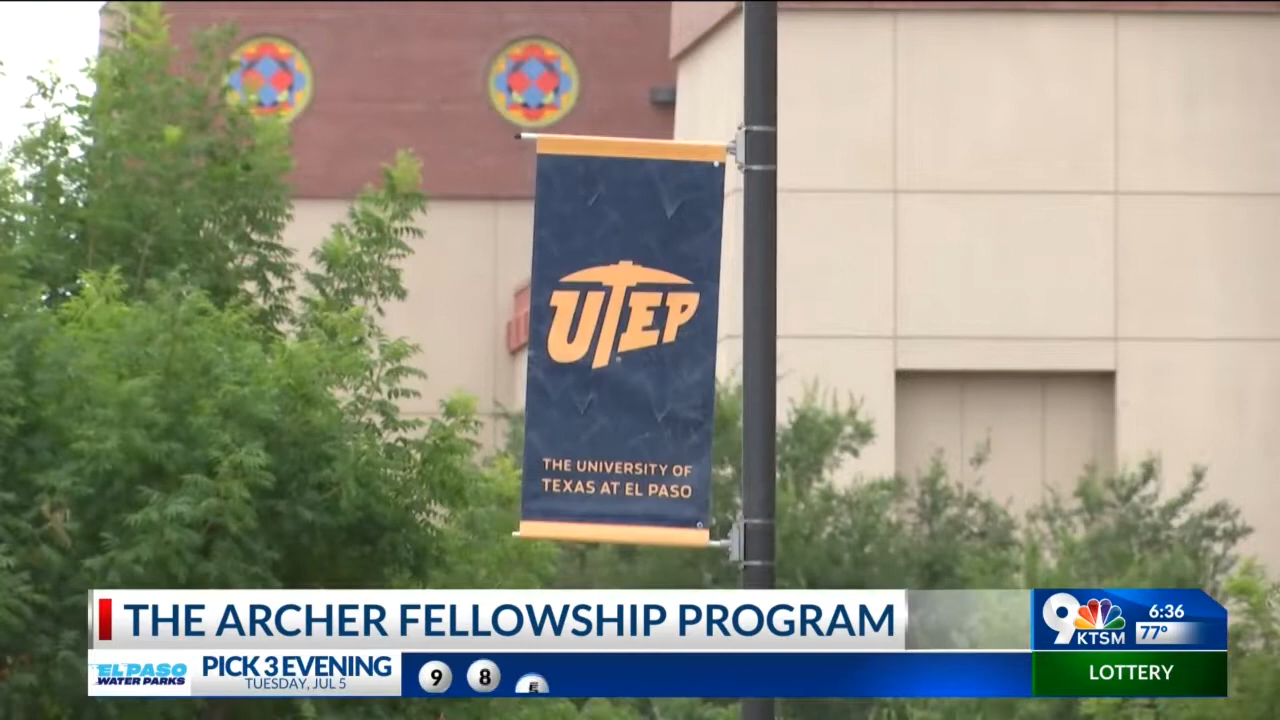 UTEP
THE UNIVERSITY OF
TEXAS AT EL PASO
THE ARCHER FELLOWSHIP PROGRAM
9 KTSM
6:36
77°
EL PASO
WATER PARKS
PICK 3 EVENING
TUESDAY, JUL 5
9 8
LOTTERY